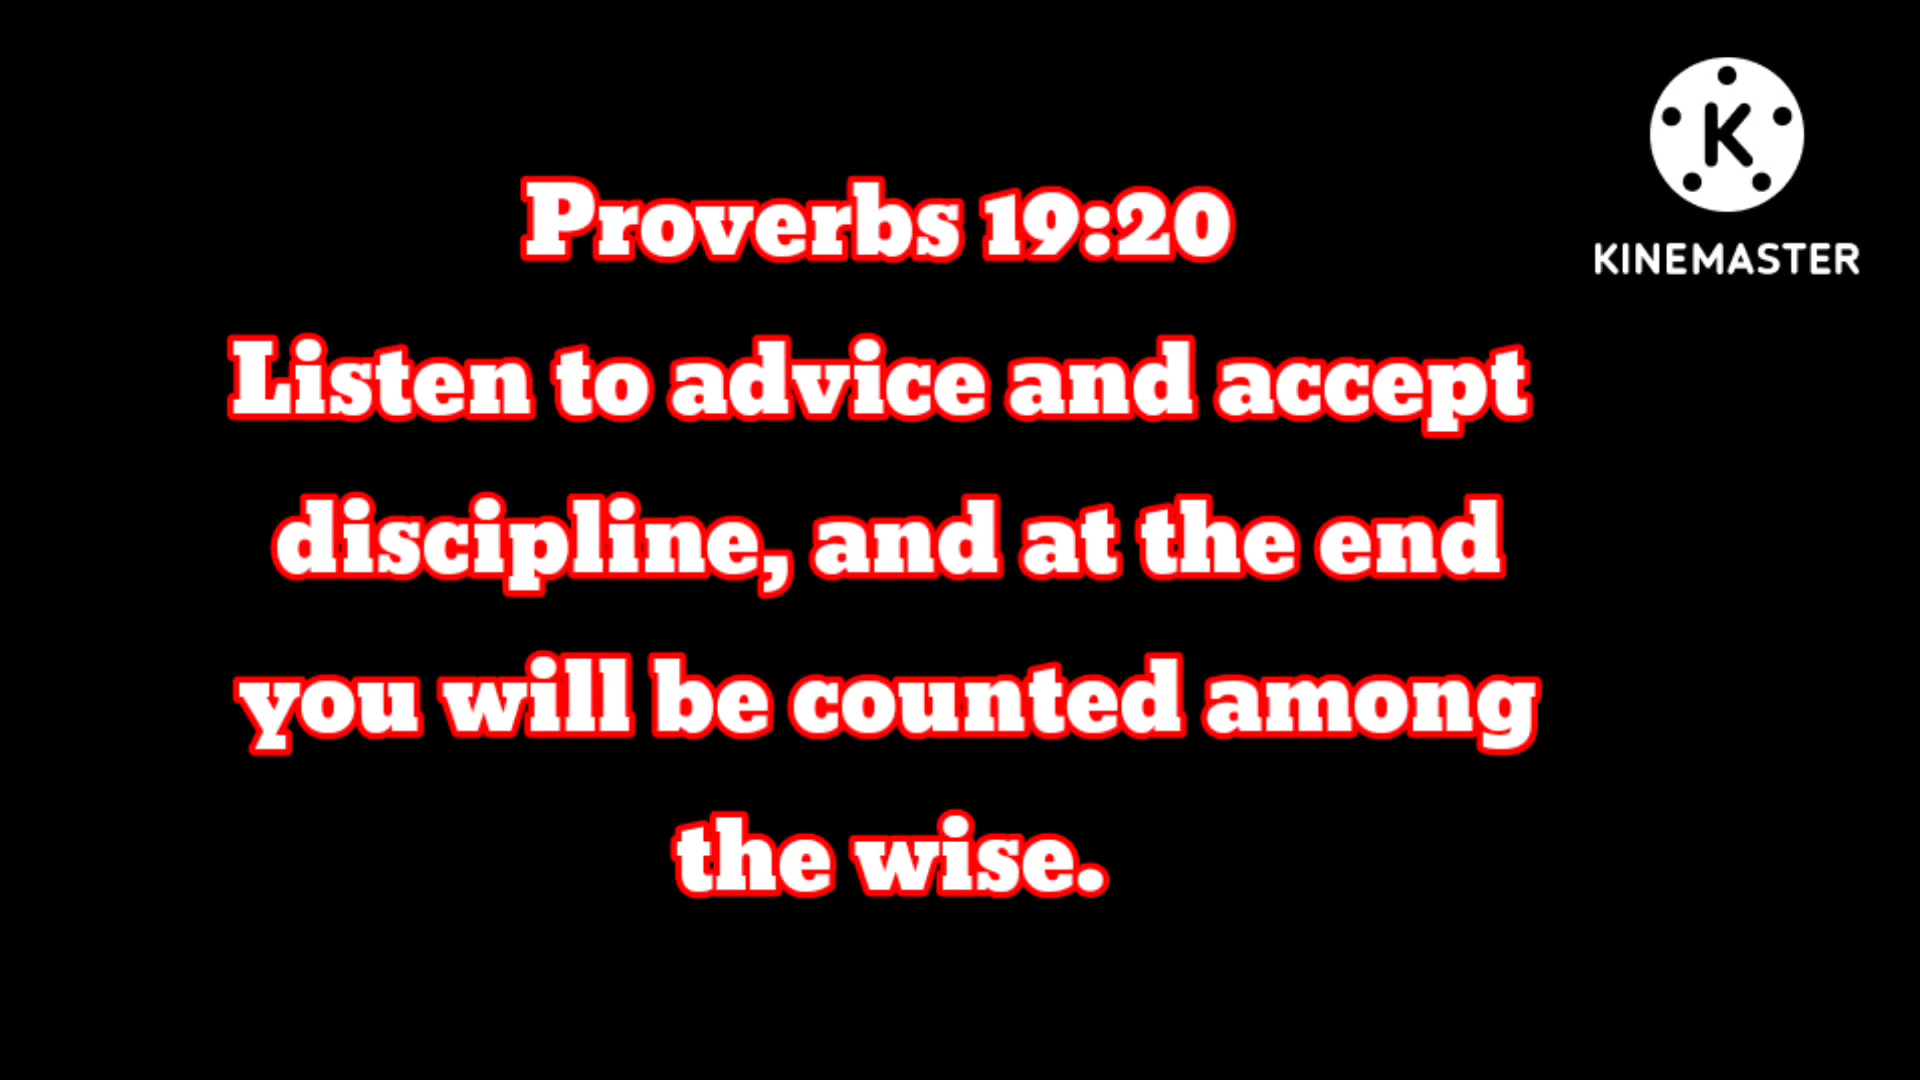 Proverbs 19:20
Listen to advice and accept
discipline, and at the end
you will be counted among
the wise.
K
KINEMASTER